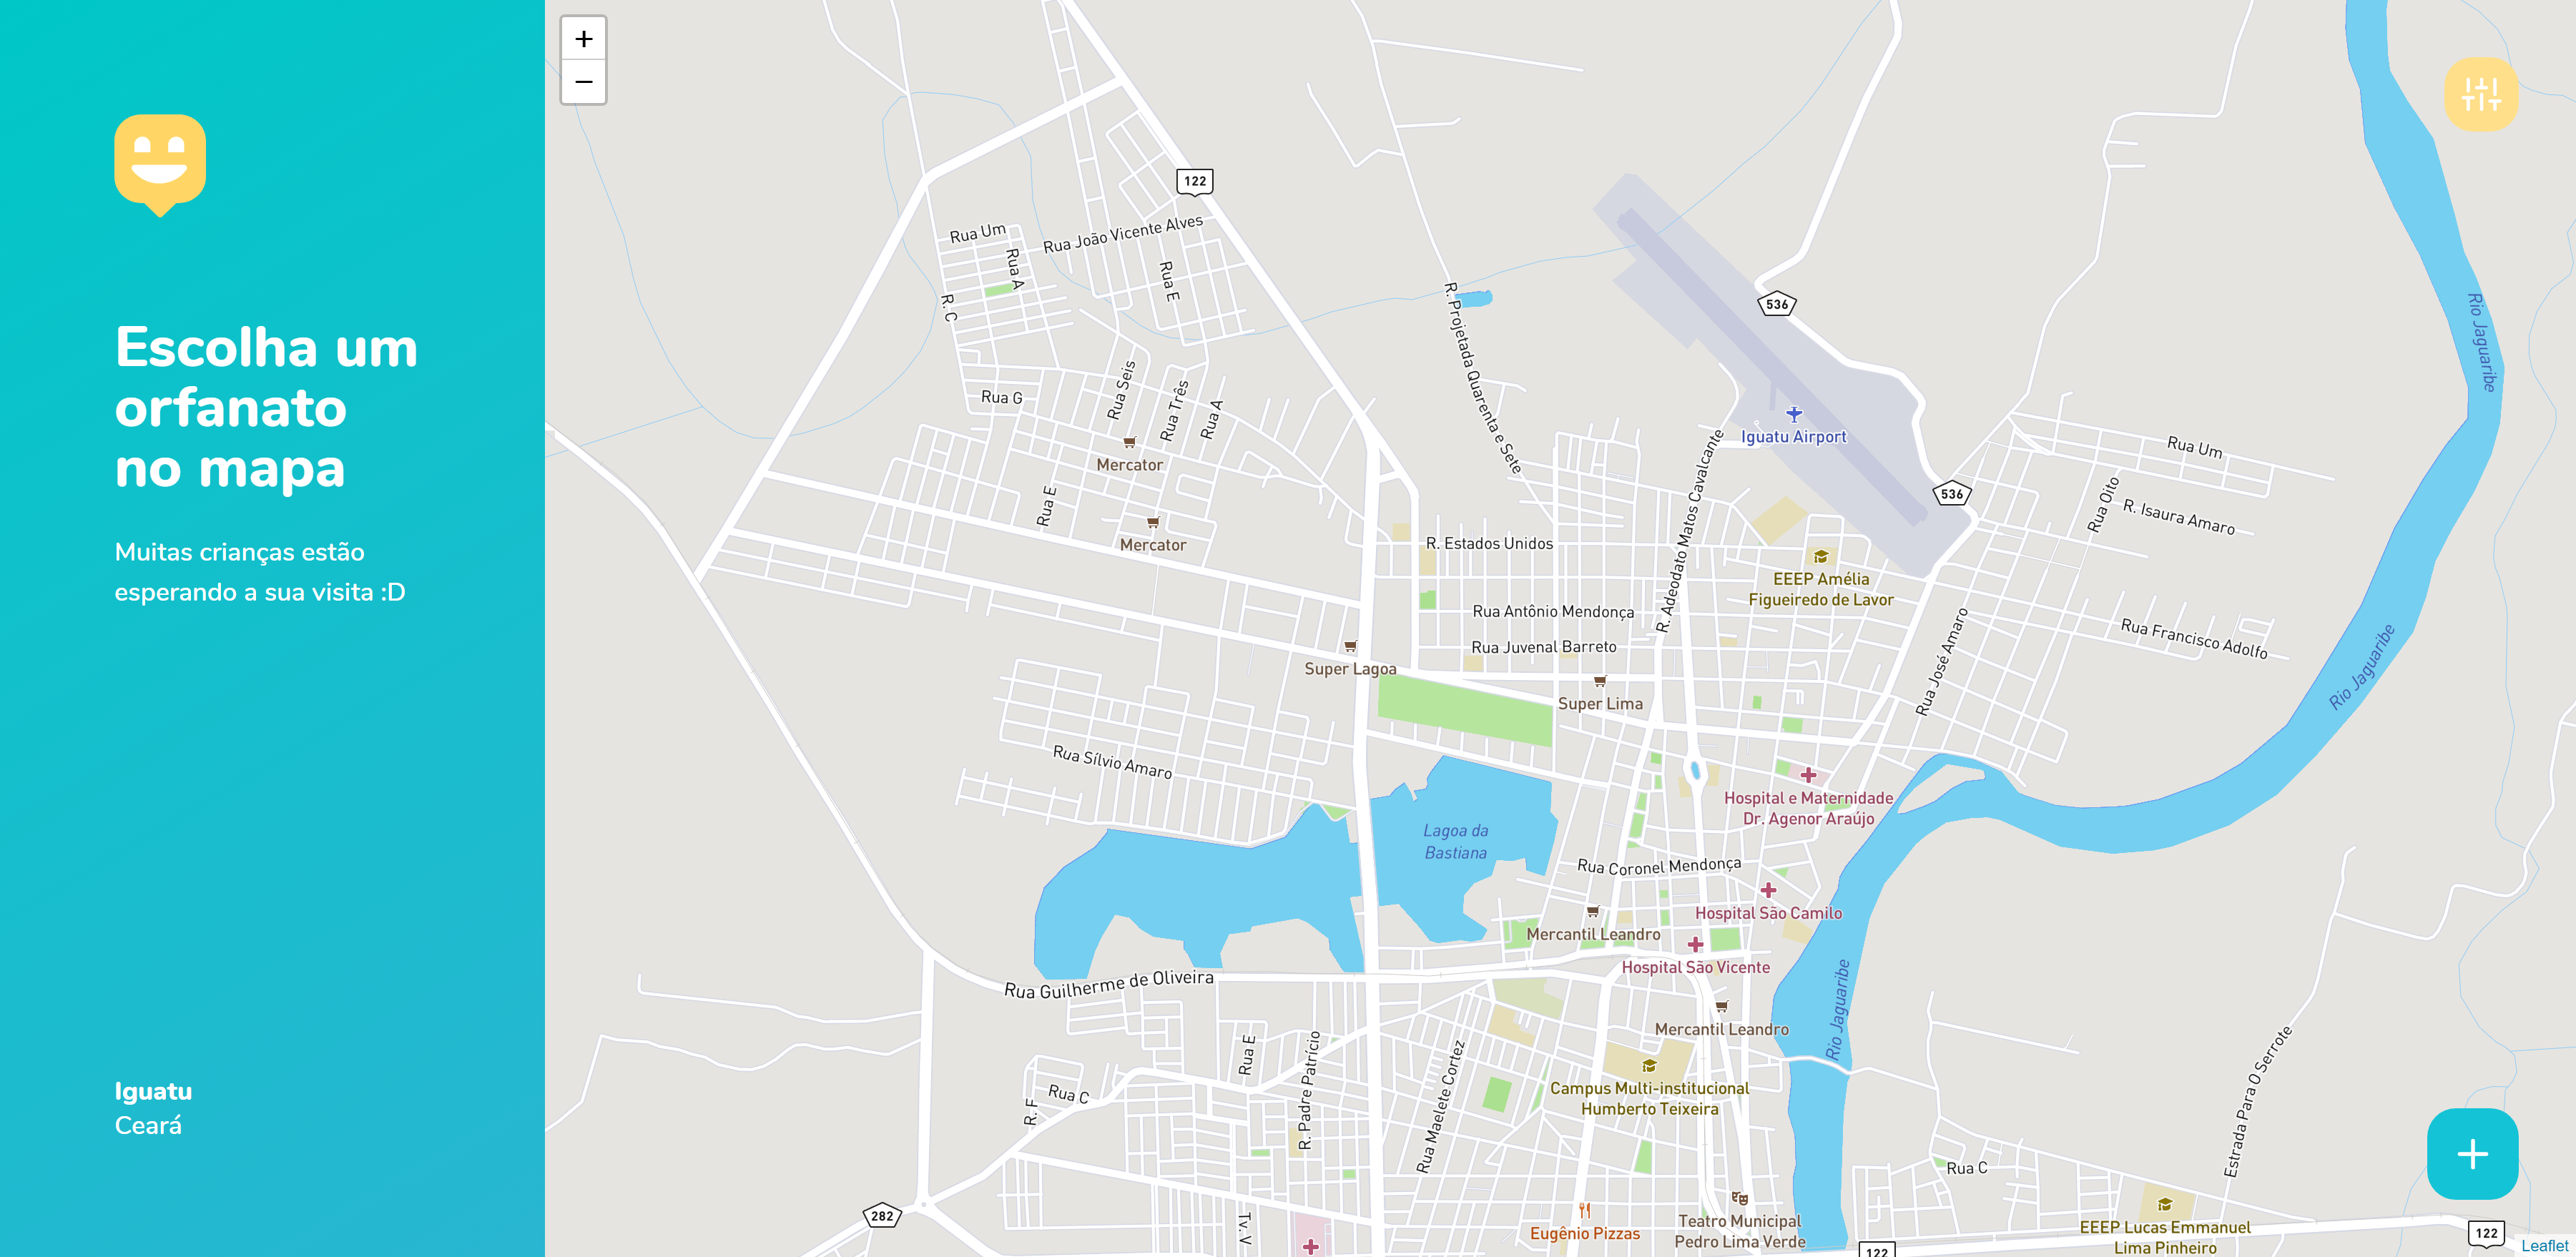 Escolha um
orfanato
no mapa
Muitas crianças estão
esperando a sua visita :D
Iguatu
Ceará
+
−
122
Rua Um
Rua João Vicente Alves
Rua A
Rua E
R. C
R. Projetada Quarenta e Sete
536
Rio Jaguaribe
Rua G
Rua Seis
Rua Três
Rua A
Mercator
Iguatu Airport
R. Adeodato Matos Cavalcante
Rua Um
536
Rua Oito
R. Isaura Amaro
Rua E
Mercator
R. Estados Unidos
EEEP Amélia
Figueiredo de Lavor
Rua Antônio Mendonça
Rua Juvenal Barreto
Rua José Amaro
Rua Francisco Adolfo
Rio Jaguaribe
Super Lagoa
Super Lima
Rua Sílvio Amaro
Lagoa da
Bastiana
Hospital e Maternidade
Dr. Agenor Araújo
Rua Coronel Mendonça
Hospital São Camilo
Mercantil Leandro
Hospital São Vicente
Rua Guilherme de Oliveira
Mercantil Leandro
Rio Jaguaribe
Rua E
R. Padre Patrício
Rua Maelete Cortez
Campus Multi-institucional
Humberto Teixeira
Rua C
R. F
Estrada Para O Serrote
Rua C
282
Tv. V
Eugênio Pizzas
Teatro Municipal
Pedro Lima Verde
EEEP Lucas Emmanuel
Lima Pinheiro
122
122
Leaflet